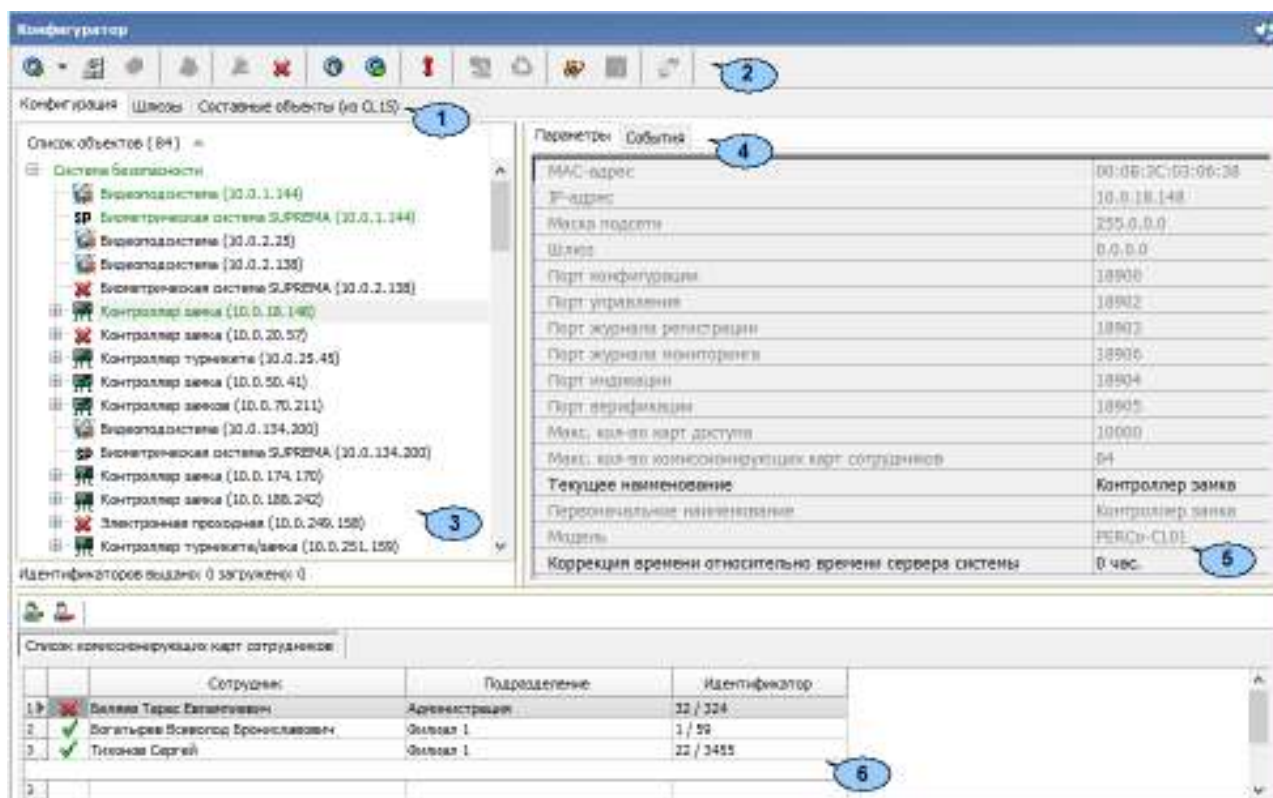 Конфигуратор
2
Конфигурация Шлюзы Составные объекты (из CL15)
1
Список объектов (84)
Система безопасности
Видеоподсистема (10.0.1.144)
SP Биометрическая система SUPREMA (10.0.1.144)
Видеоподсистема (10.0.2.25)
Видеоподсистема (10.0.2.138)
Биометрическая система SUPREMA (10.0.2.138)
Контроллер замка (10.0.18.148)
Контроллер замка (10.0.20.57)
Контроллер турникета (10.0.25.45)
Контроллер замка (10.0.50.41)
Контроллер замков (10.0.70.211)
Видеоподсистема (10.0.134.200)
SP Биометрическая система SUPREMA (10.0.134.200)
Контроллер замка (10.0.174.170)
Контроллер замка (10.0.188.242)
Электронная проходная (10.0.249.158)
Контроллер турникета/замка (10.0.251.159)
3
Идентификаторов выдано: 0 загружено: 0
Параметры События
4
MAC-адрес 00:0B:3C:03:06:38
IP-адрес 10.0.18.148
Маска подсети 255.0.0.0
Шлюз 0.0.0.0
Порт конфигурации 18900
Порт управления 18902
Порт журнала регистрации 18903
Порт журнала мониторинга 18906
Порт индикации 18904
Порт верификации 18905
Макс. кол-во карт доступа 10000
Макс. кол-во комиссионирующих карт сотрудников 64
Текущее наименование Контроллер замка
Первоначальное наименование Контроллер замка
Модель PERCo-CL01
Коррекция времени относительно времени сервера системы 0 час.
5
Список комиссионирующих карт сотрудников
Сотрудник Подразделение Идентификатор
1 Тарас Администрация 32 / 324
2 Богатырев Всеволод Брониславович Филиал 1 1 / 59
3 Тихонов Сергей Филиал 1 22 / 3455
6
3